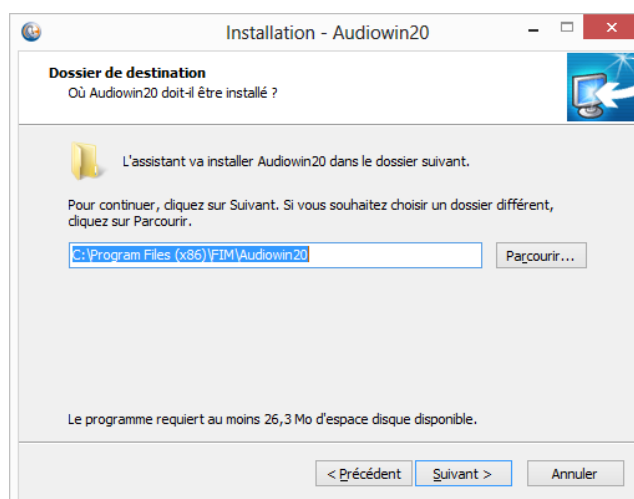 Installation - Audiowin20
Dossier de destination
Où Audiowin20 doit-il être installé ?
L'assistant va installer Audiowin20 dans le dossier suivant.
Pour continuer, cliquez sur Suivant. Si vous souhaitez choisir un dossier différent,
cliquez sur Parcourir.
C:\Program Files (x86)\FIM\Audiowin20
Parcourir...
Le programme requiert au moins 26,3 Mo d'espace disque disponible.
< Précédent Suivant > Annuler